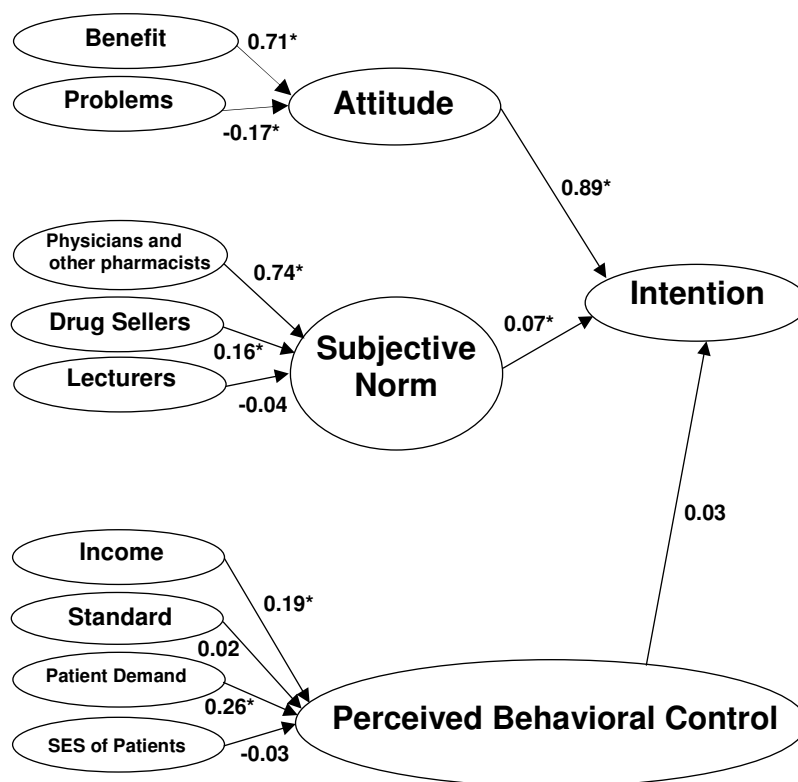 Benefit
0.71*
Problems
-0.17*
Attitude
0.89*
Physicians and
other pharmacists
0.74*
Drug Sellers
0.16*
Lecturers
-0.04
Subjective
Norm
0.07*
Intention
0.03
Income
0.19*
Standard
0.02
Patient Demand
0.26*
SES of Patients
-0.03
Perceived Behavioral Control